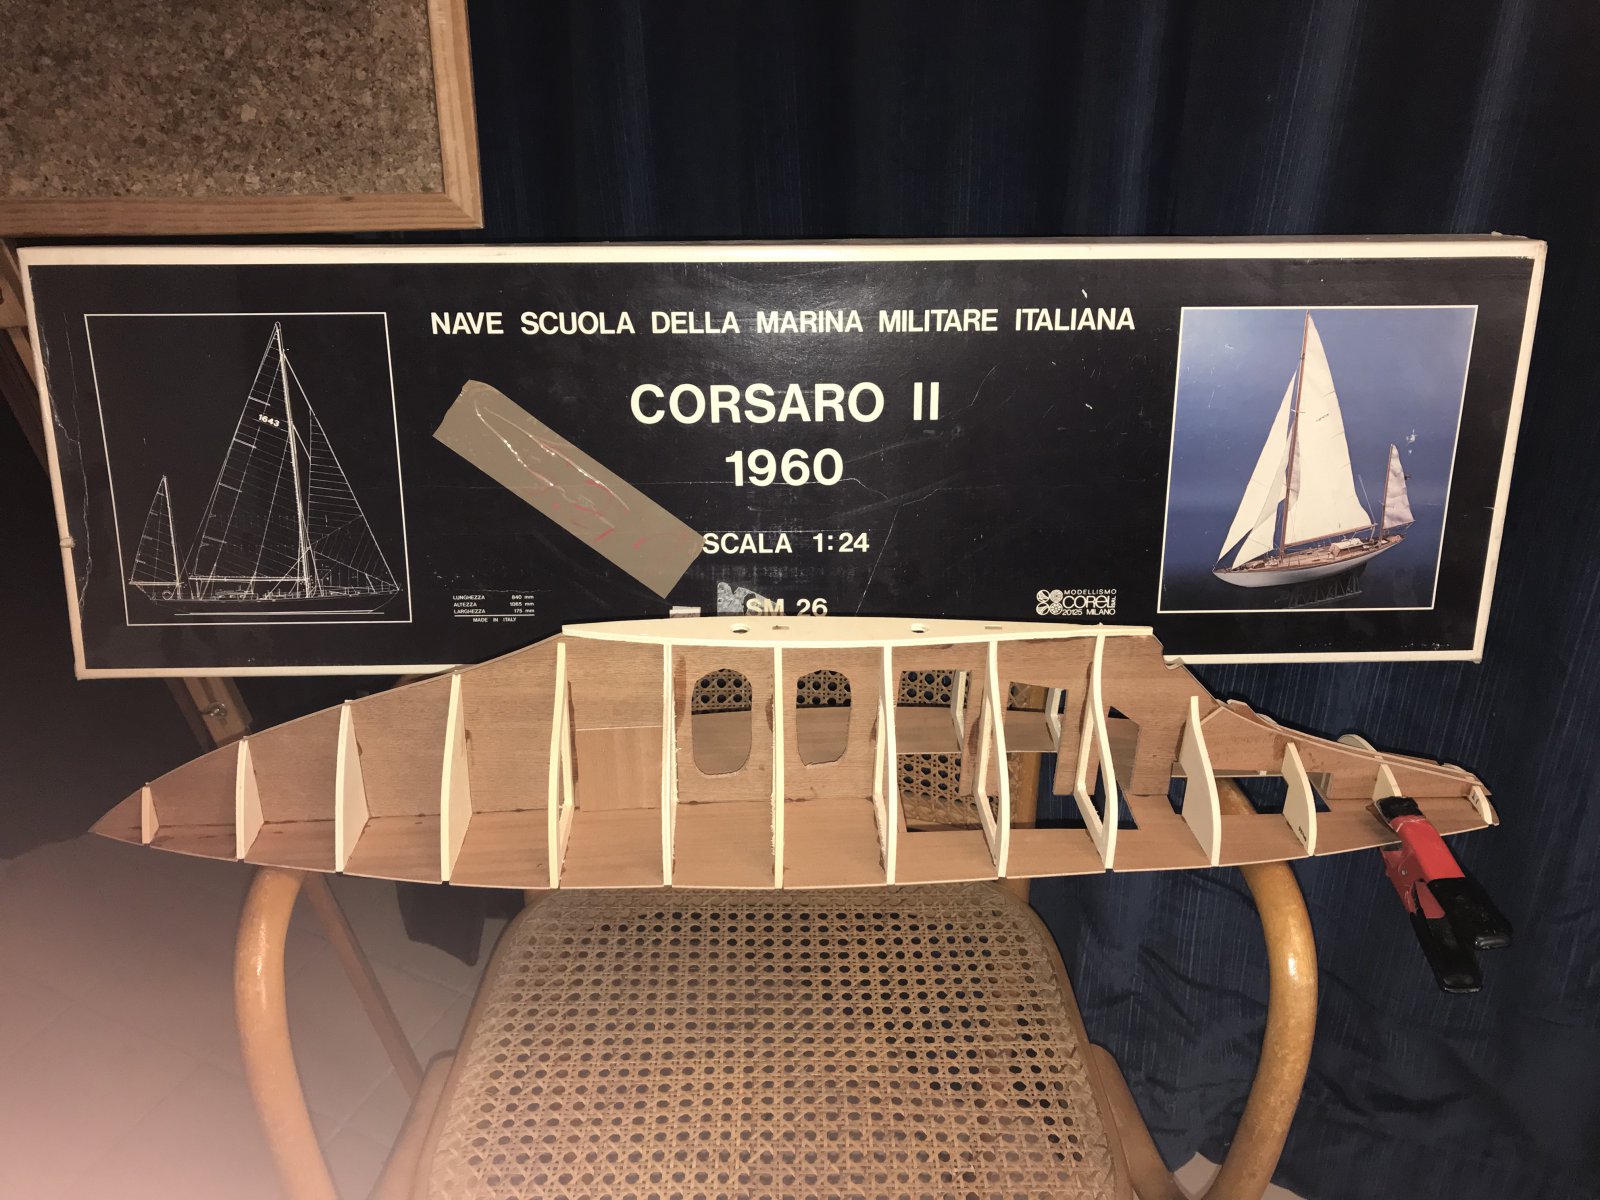 NAVE SCUOLA DELLA MARINA MILITARE ITALIANA
CORSARO II
1960
SCALA 1:24
SM 26
1643
LUNGHEZZA 840 mm
ALTEZZA 1065 mm
LARGHEZZA 175 mm
MADE IN ITALY
MODELLISMO
COREL
20125 MILANO